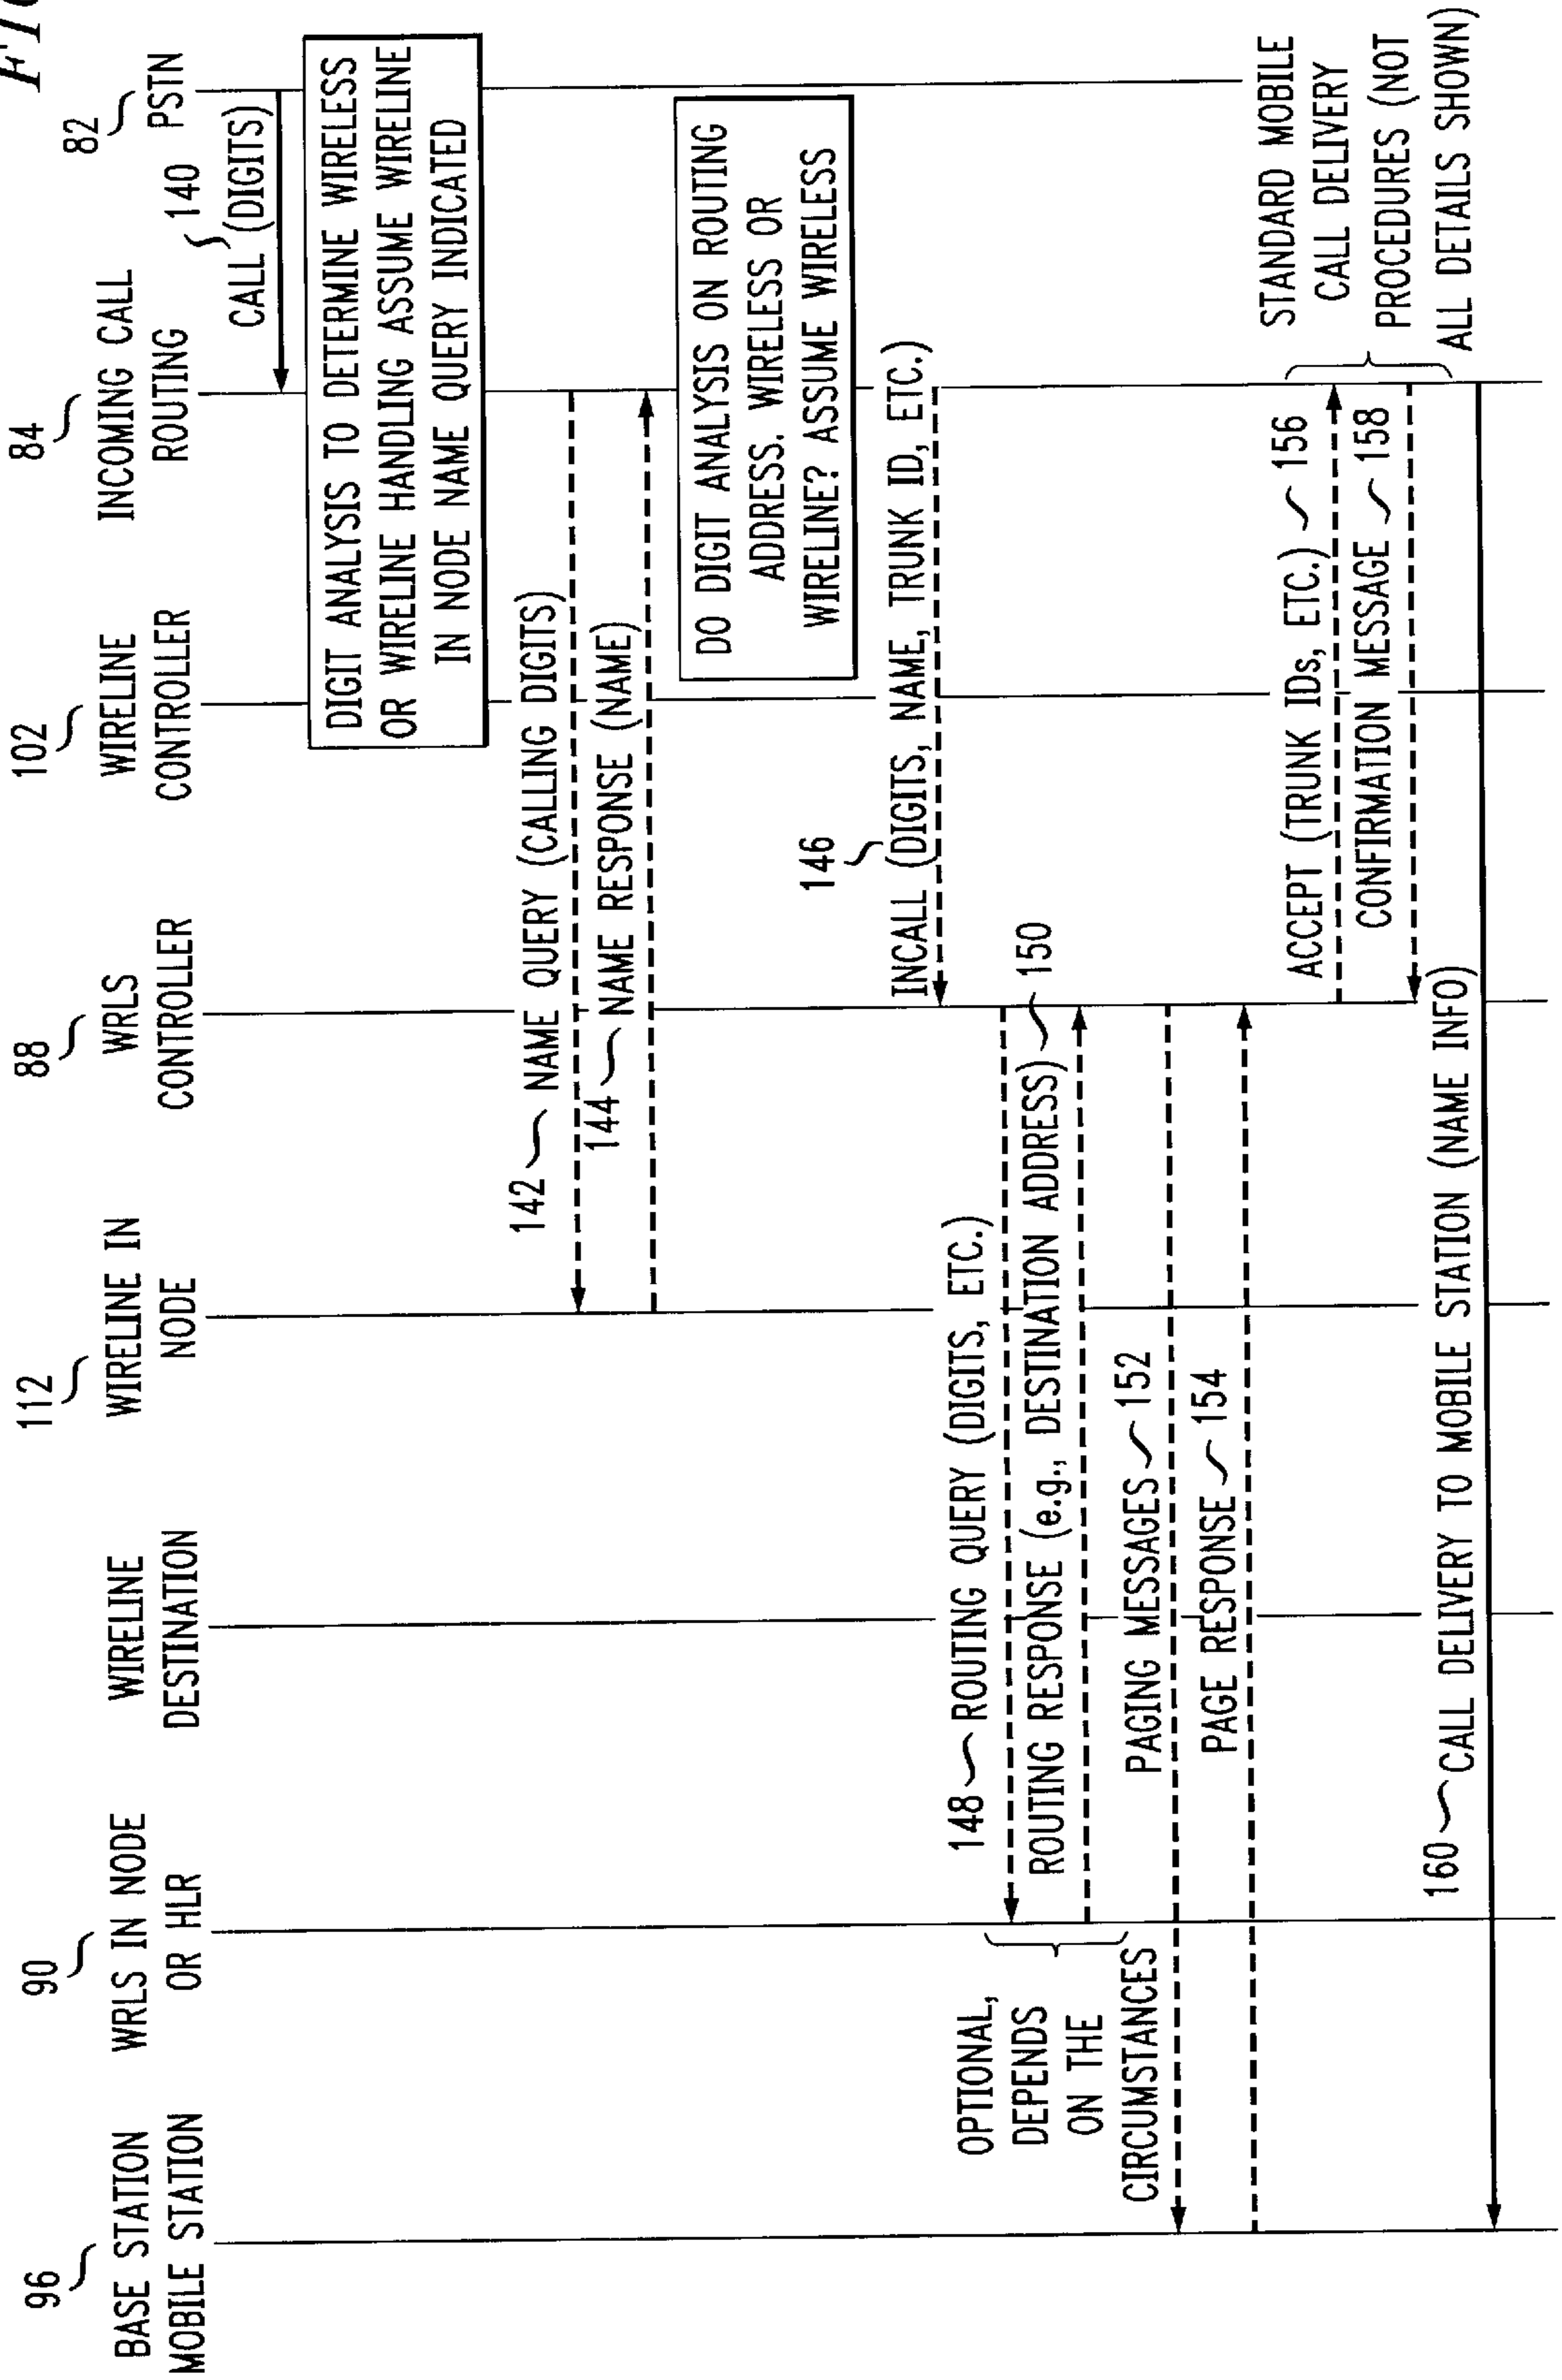 FIG
96
BASE STATION
MOBILE STATION
90
WRLS IN NODE
OR HLR
WIRELINE
DESTINATION
112
WIRELINE IN
NODE
88
WRLS
CONTROLLER
102
WIRELINE
CONTROLLER
84
INCOMING CALL
ROUTING
82
PSTN
140
CALL (DIGITS)
DIGIT ANALYSIS TO DETERMINE WIRELESS
OR WIRELINE HANDLING ASSUME WIRELINE
IN NODE NAME QUERY INDICATED
142
NAME QUERY (CALLING DIGITS)
144
NAME RESPONSE (NAME)
DO DIGIT ANALYSIS ON ROUTING
ADDRESS. WIRELESS OR
WIRELINE? ASSUME WIRELESS
146
INCALL (DIGITS, NAME, TRUNK ID, ETC.)
148
ROUTING QUERY (DIGITS, ETC.)
ROUTING RESPONSE (e.g., DESTINATION ADDRESS)
150
OPTIONAL,
DEPENDS
ON THE
CIRCUMSTANCES
PAGING MESSAGES
152
PAGE RESPONSE
154
ACCEPT (TRUNK IDs, ETC.)
156
CONFIRMATION MESSAGE
158
STANDARD MOBILE
CALL DELIVERY
PROCEDURES (NOT
ALL DETAILS SHOWN)
160
CALL DELIVERY TO MOBILE STATION (NAME INFO)